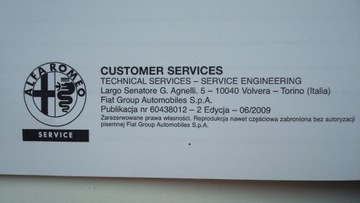 ALFA ROMEO
SERVICE
CUSTOMER SERVICES
TECHNICAL SERVICES – SERVICE ENGINEERING
Largo Senatore G. Agnelli, 5 – 10040 Volvera – Torino (Italia)
Fiat Group Automobiles S.p.A.
Publikacja nr 60438012 – 2 Edycja – 06/2009
Zarezerwowane prawa własności. Reprodukcja nawet częściowa zabroniona bez autoryzacji
pisemnej Fiat Group Automobiles S.p.A.